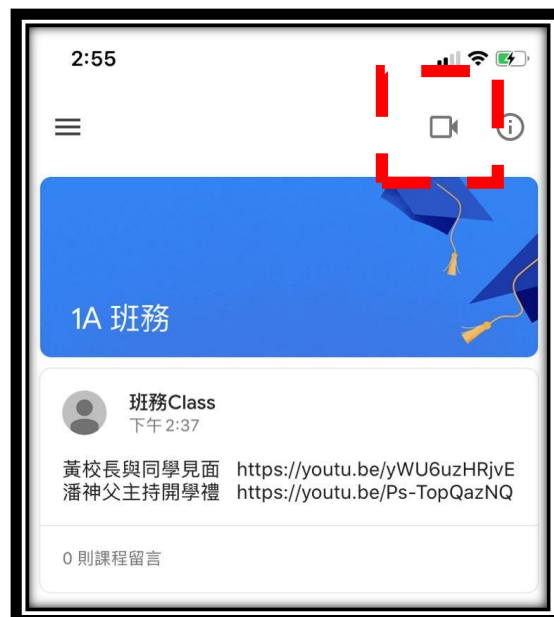 2:55
1A 班務
班務Class
下午 2:37
黃校長與同學見面 https://youtu.be/yWU6uzHRjvE
潘神父主持開學禮 https://youtu.be/Ps-TopQazNQ
0 則課程留言